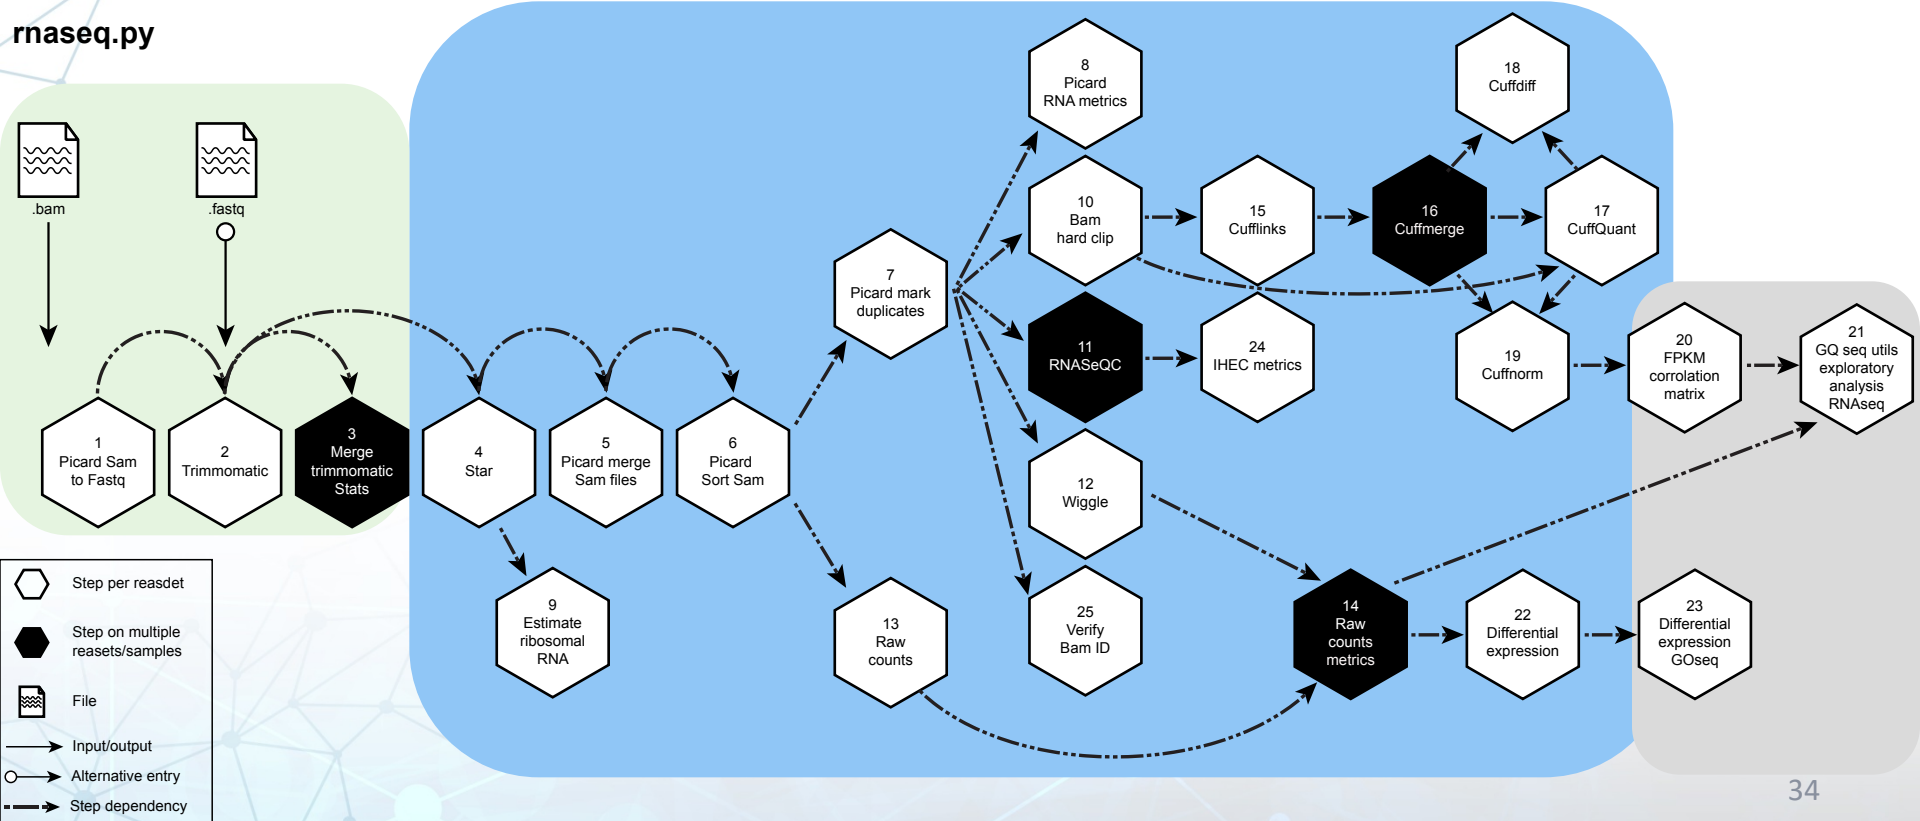 rnaseq.py
.bam
.fastq
1
Picard Sam
to Fastq
2
Trimmomatic
3
Merge
trimmomatic
Stats
4
Star
5
Picard merge
Sam files
6
Picard
Sort Sam
7
Picard mark
duplicates
8
Picard
RNA metrics
9
Estimate
ribosomal
RNA
10
Bam
hard clip
11
RNASeQC
12
Wiggle
13
Raw
counts
14
Raw
counts
metrics
15
Cufflinks
16
Cuffmerge
17
CuffQuant
18
Cuffdiff
19
Cuffnorm
20
FPKM
corrolation
matrix
21
GQ seq utils
exploratory
analysis
RNAseq
22
Differential
expression
23
Differential
expression
GOseq
24
IHEC metrics
25
Verify
Bam ID
Step per reasdet
Step on multiple
reasets/samples
File
Input/output
Alternative entry
Step dependency
34